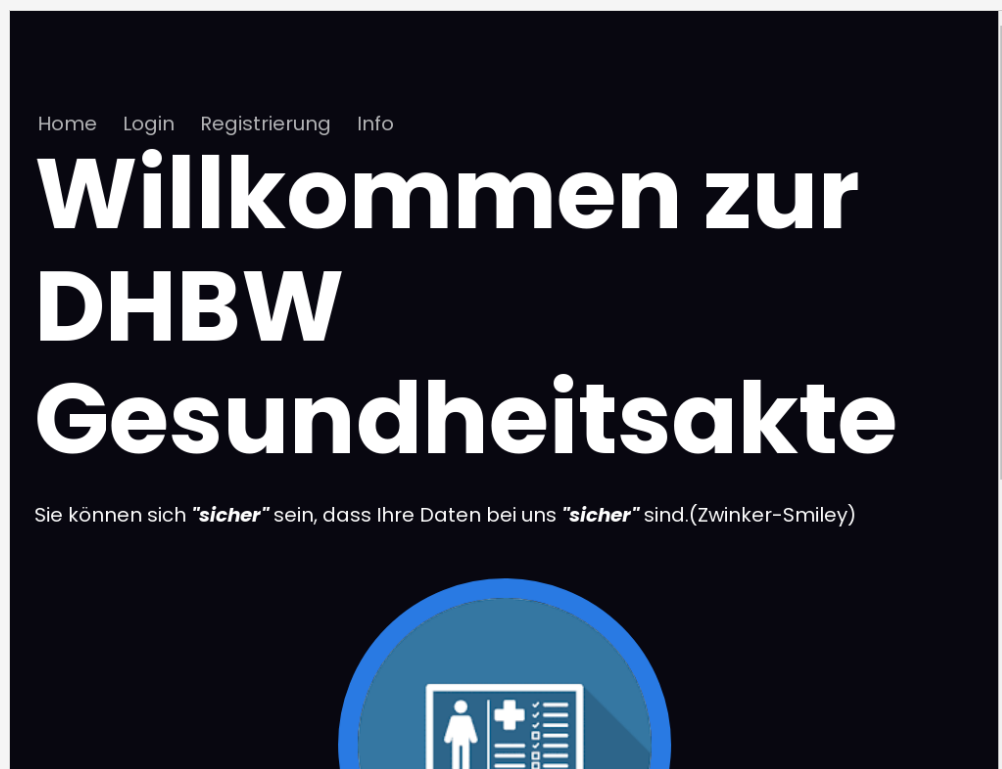 Home Login Registrierung Info
Willkommen zur
DHBW
Gesundheitsakte
Sie können sich "sicher" sein, dass Ihre Daten bei uns "sicher" sind.(Zwinker-Smiley)